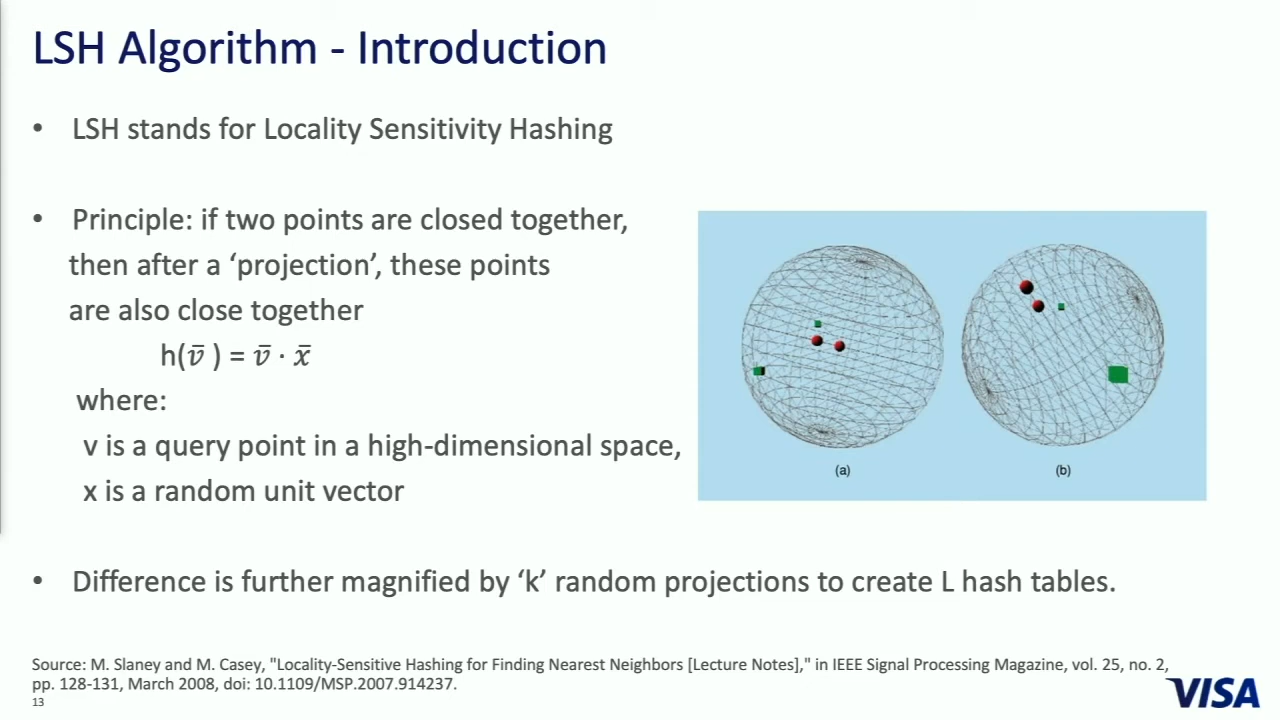 LSH Algorithm - Introduction
• LSH stands for Locality Sensitivity Hashing
• Principle: if two points are closed together,
then after a ‘projection’, these points
are also close together
h(v̄ ) = v̄ · x̄
where:
v is a query point in a high-dimensional space,
x is a random unit vector
(a)
(b)
• Difference is further magnified by ‘k’ random projections to create L hash tables.
Source: M. Slaney and M. Casey, "Locality-Sensitive Hashing for Finding Nearest Neighbors [Lecture Notes]," in IEEE Signal Processing Magazine, vol. 25, no. 2,
pp. 128-131, March 2008, doi: 10.1109/MSP.2007.914237.
13
VISA